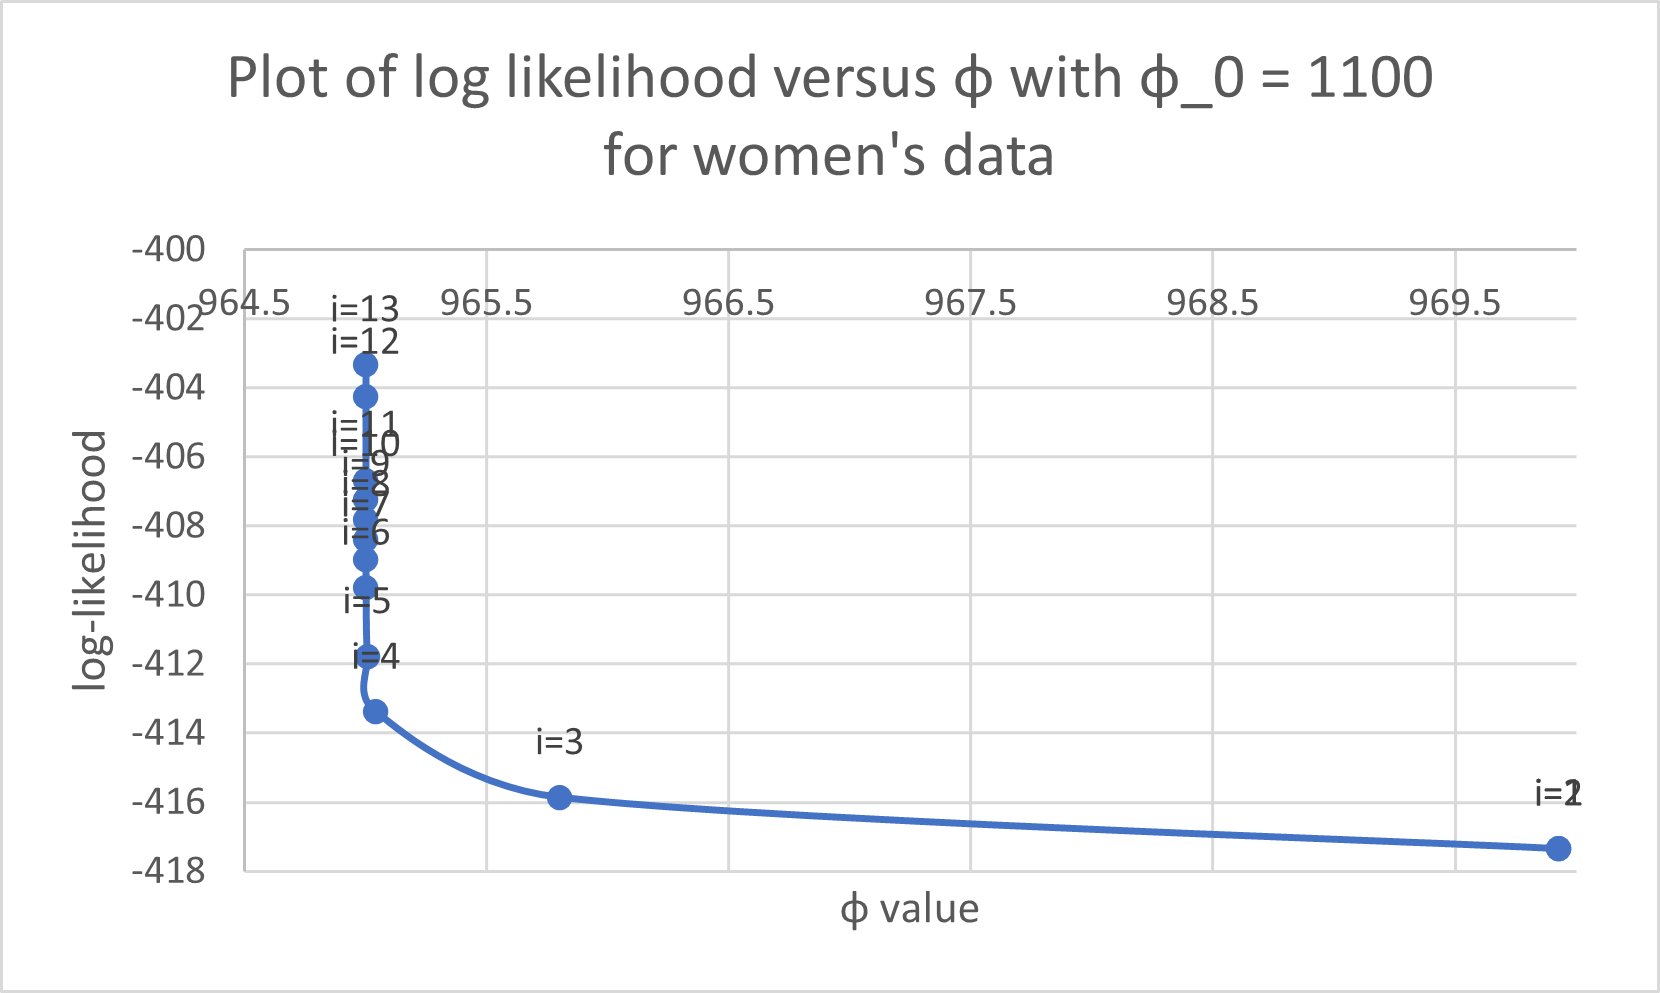 Plot of log likelihood versus ϕ with ϕ_0 = 1100
for women's data
-400
964.5 965.5 966.5 967.5 968.5 969.5
-402
i=13
i=12
-404
i=11
i=10
-406
i=9
i=8
i=7
-408
i=6
-410
i=5
i=4
-412
-414
i=3
i=2
i=1
-416
-418
log-likelihood
ϕ value